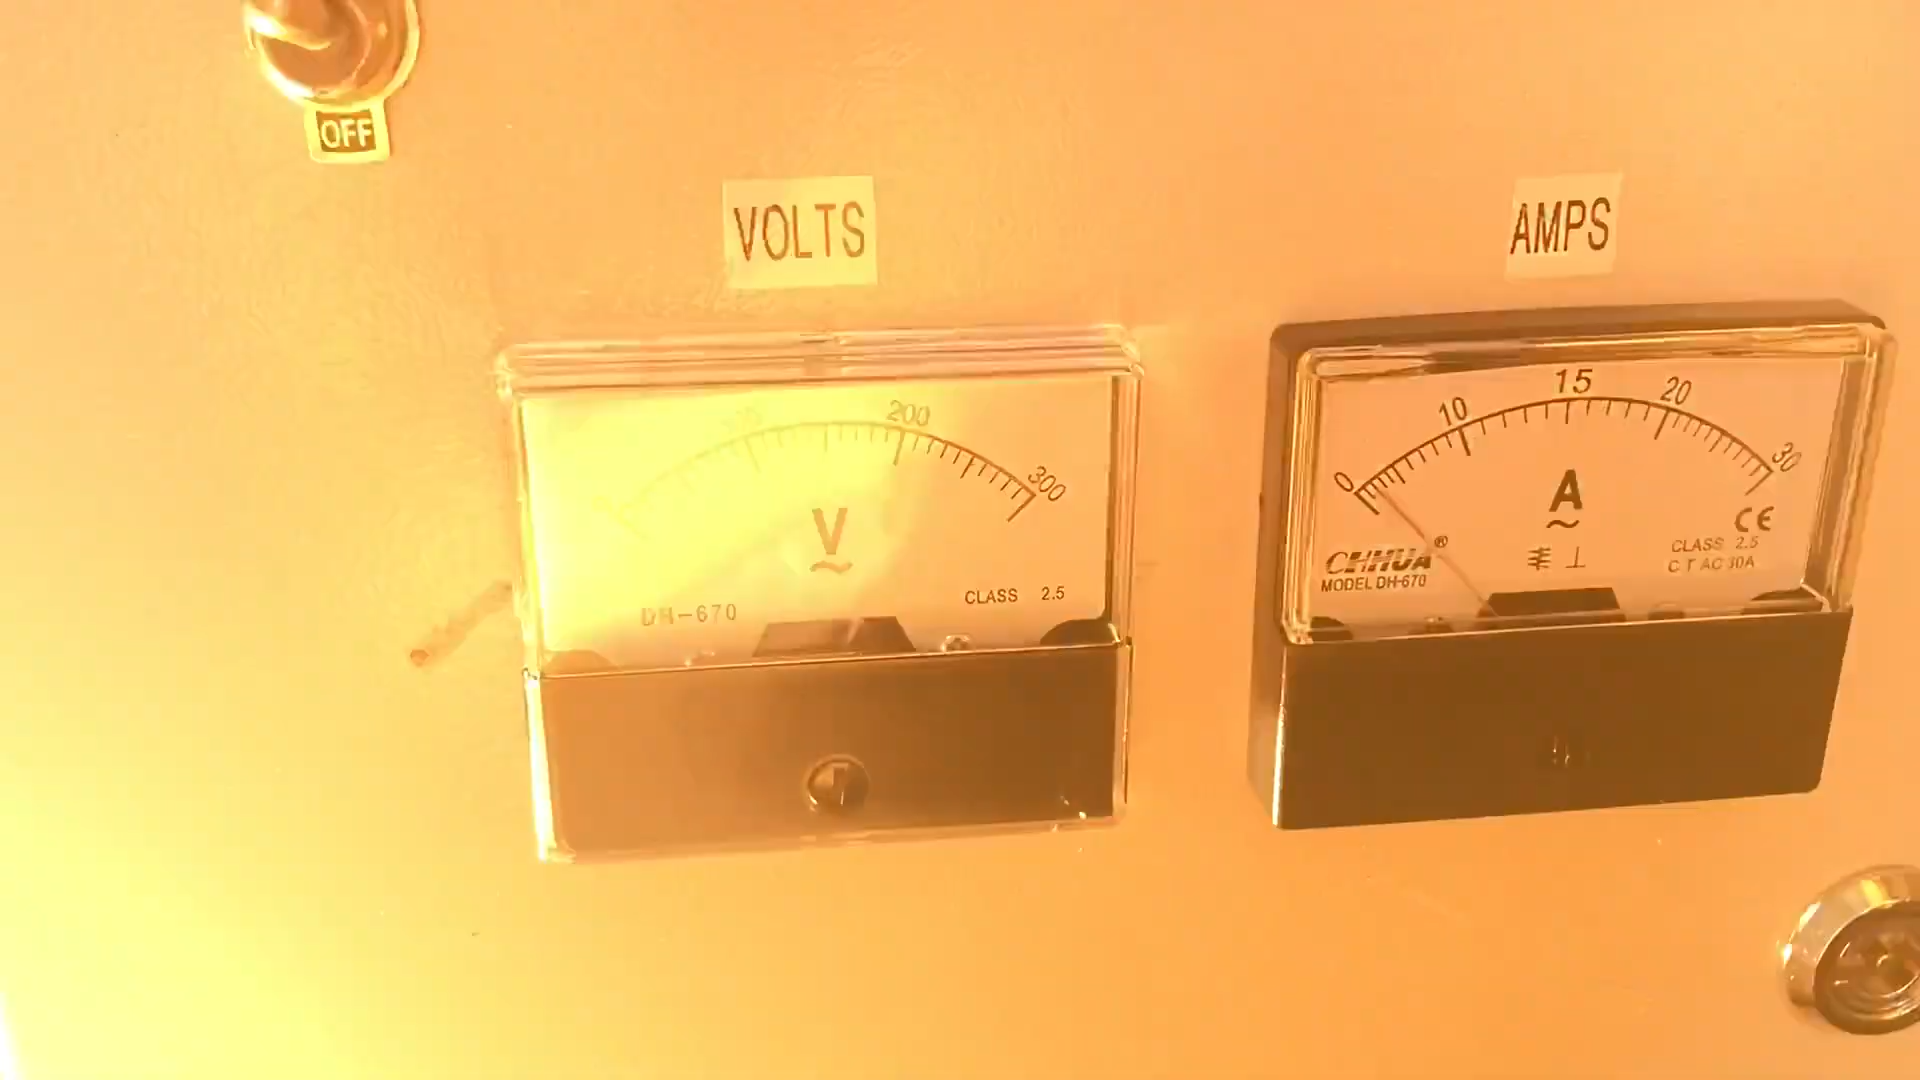 OFF
VOLTS
200
300
V
DH-670
CLASS 2.5
AMPS
0
10
15
20
30
A
CE
CHHUA®
MODEL DH-670
CLASS 2.5
C.T AC 30A